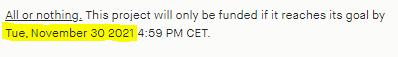 All or nothing. This project will only be funded if it reaches its goal by
Tue, November 30 2021 4:59 PM CET.